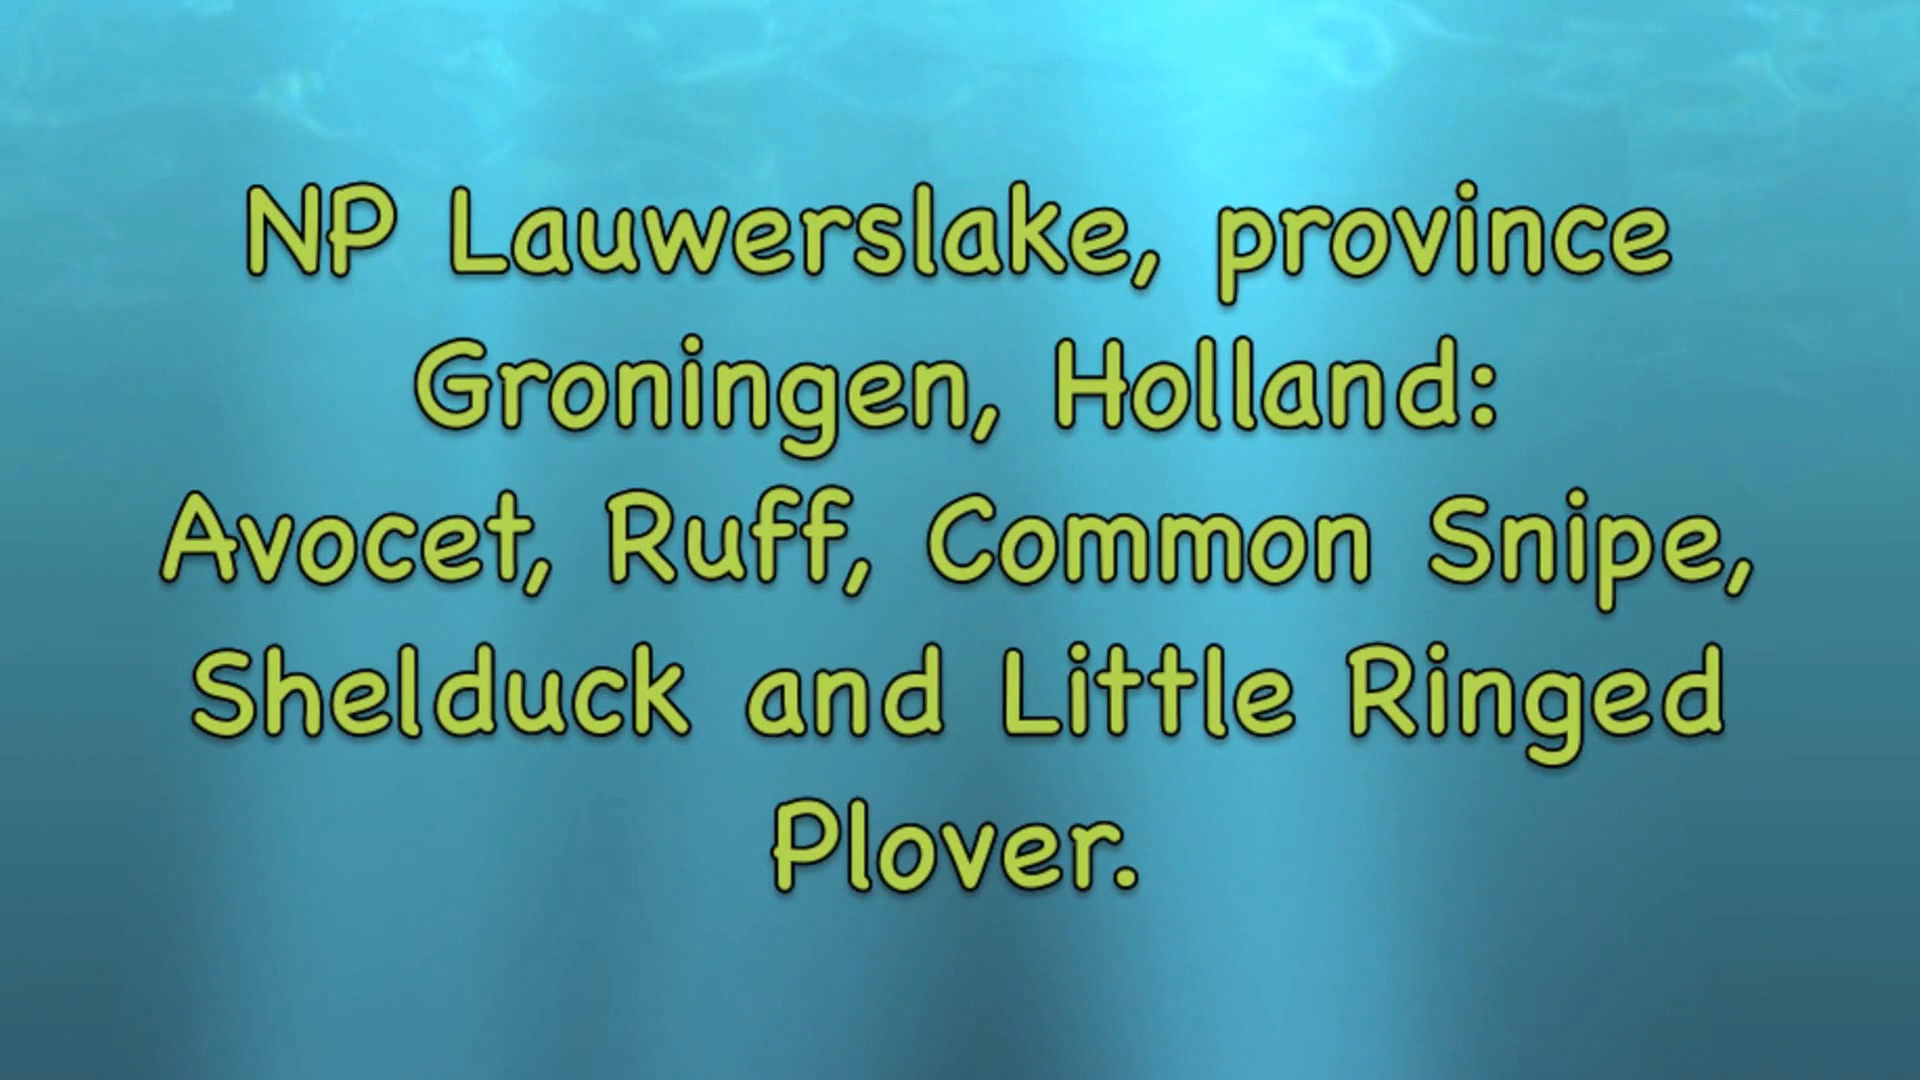 NP Lauwerslake, province
Groningen, Holland:
Avocet, Ruff, Common Snipe,
Shelduck and Little Ringed
Plover.